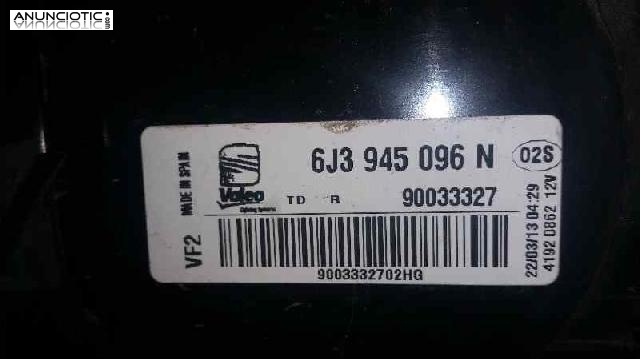 ANUNCIOTIC.es
MADE IN SPAIN
VF2
6J3 945 096 N
02S
Valeo
TD R
90033327
9003332702HG
22/03/13 04:29
4192 0862 12V